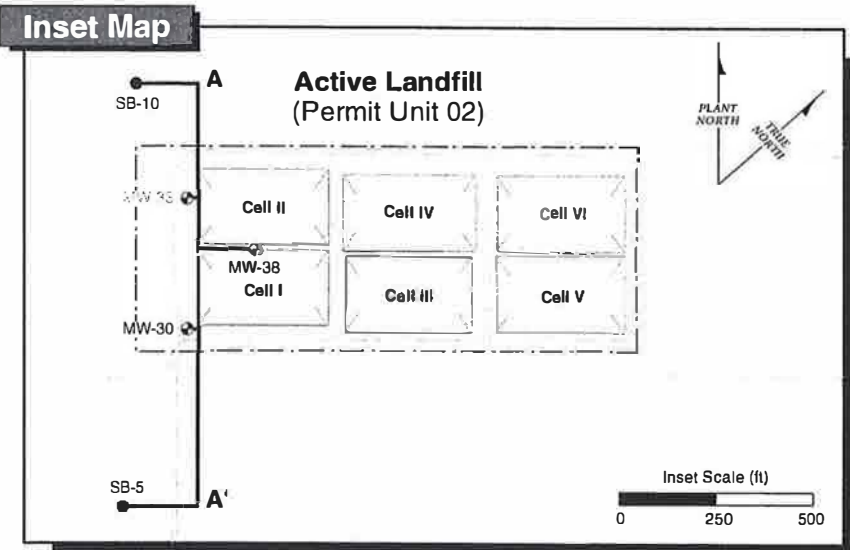 Inset Map
A
SB-10
Active Landfill
(Permit Unit 02)
PLANT
NORTH
TRUE
NORTH
Cell II
Cell IV
Cell VI
MW-38
Cell I
Cell III
Cell V
MW-30
SB-5
A'
Inset Scale (ft)
0 250 500